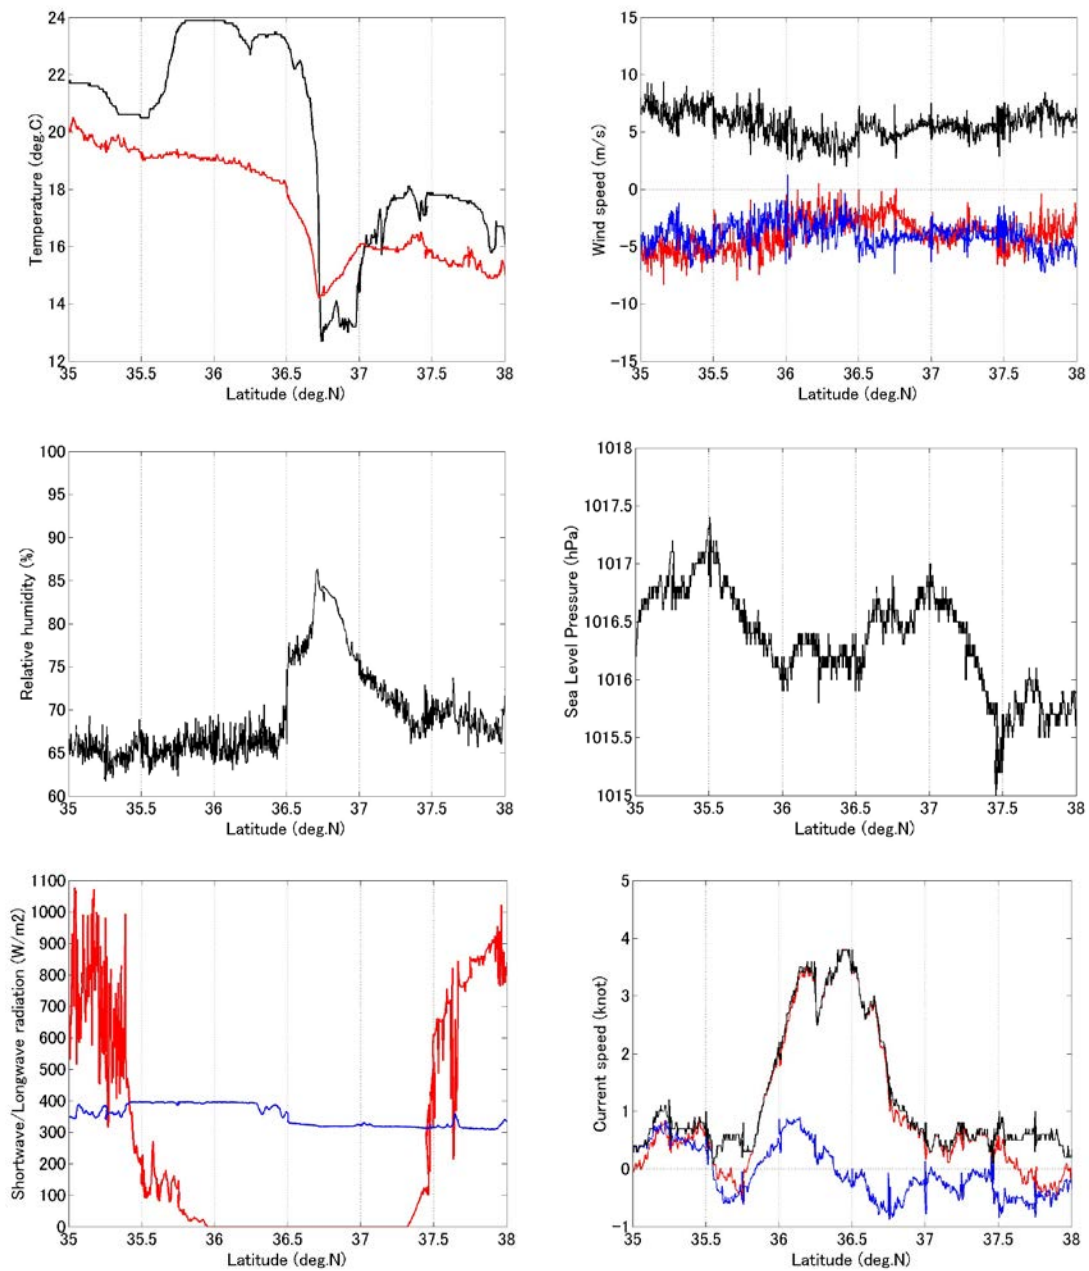 24
22
20
18
16
14
12
Temperature (deg.C)
35 35.5 36 36.5 37 37.5 38
Latitude (deg.N)
15
10
5
0
−5
−10
−15
Wind speed (m/s)
35 35.5 36 36.5 37 37.5 38
Latitude (deg.N)
100
95
90
85
80
75
70
65
60
Relative humidity (%)
35 35.5 36 36.5 37 37.5 38
Latitude (deg.N)
1018
1017.5
1017
1016.5
1016
1015.5
1015
Sea Level Pressure (hPa)
35 35.5 36 36.5 37 37.5 38
Latitude (deg.N)
1100
1000
900
800
700
600
500
400
300
200
100
0
Shortwave/Longwave radiation (W/m2)
35 35.5 36 36.5 37 37.5 38
Latitude (deg.N)
5
4
3
2
1
0
−1
Current speed (knot)
35 35.5 36 36.5 37 37.5 38
Latitude (deg.N)